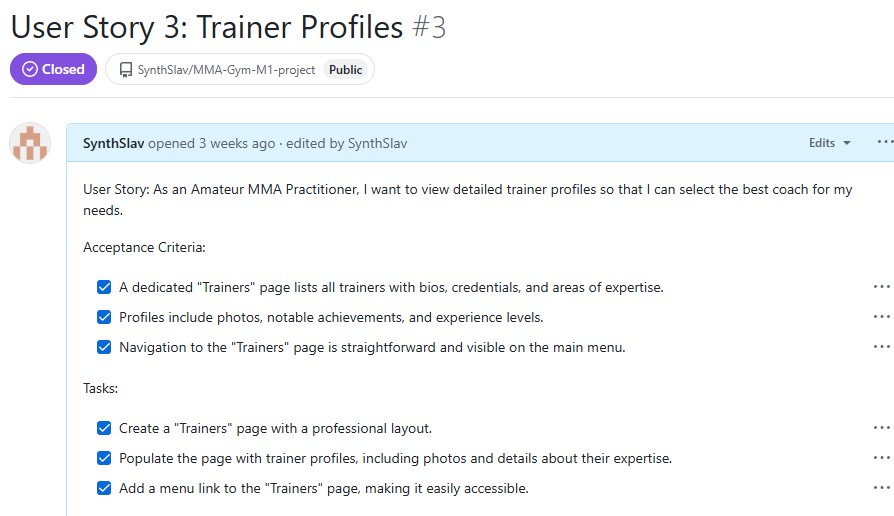 User Story 3: Trainer Profiles #3
Closed SynthSlav/MMA-Gym-M1-project Public
SynthSlav opened 3 weeks ago · edited by SynthSlav Edits
User Story: As an Amateur MMA Practitioner, I want to view detailed trainer profiles so that I can select the best coach for my
needs.
Acceptance Criteria:
A dedicated "Trainers" page lists all trainers with bios, credentials, and areas of expertise.
Profiles include photos, notable achievements, and experience levels.
Navigation to the "Trainers" page is straightforward and visible on the main menu.
Tasks:
Create a "Trainers" page with a professional layout.
Populate the page with trainer profiles, including photos and details about their expertise.
Add a menu link to the "Trainers" page, making it easily accessible.